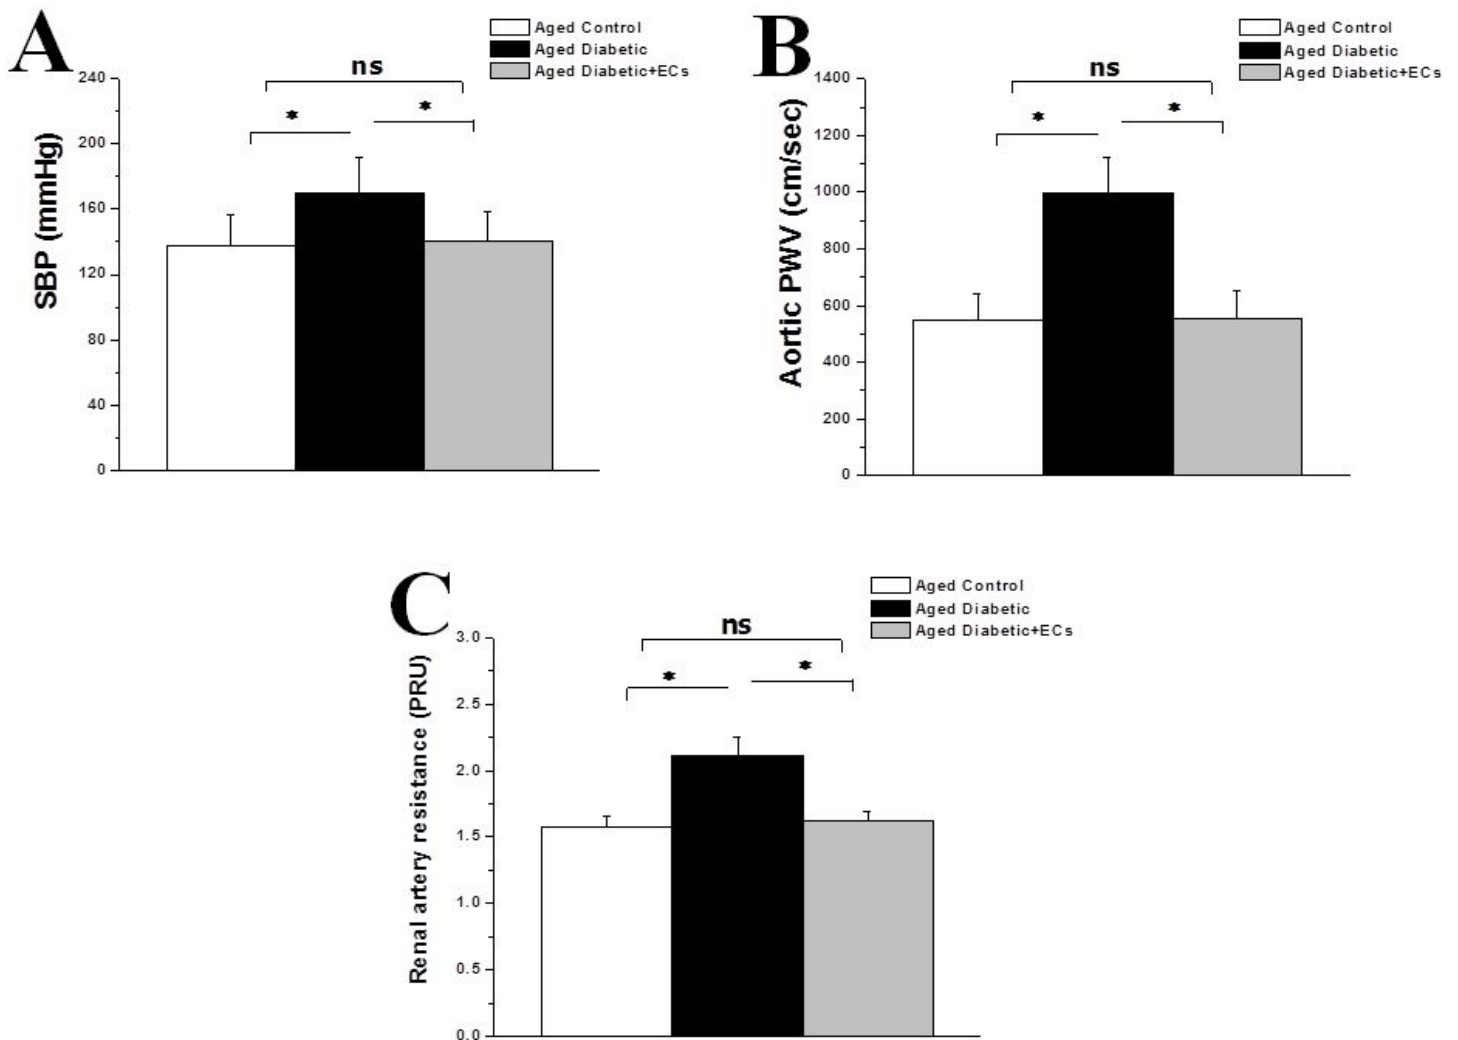 A
Aged Control
Aged Diabetic
Aged Diabetic+ECs
ns
* *
SBP (mmHg)
240
200
160
120
80
40
0
B
Aged Control
Aged Diabetic
Aged Diabetic+ECs
ns
* *
Aortic PWV (cm/sec)
1400
1200
1000
800
600
400
200
0
C
Aged Control
Aged Diabetic
Aged Diabetic+ECs
ns
* *
Renal artery resistance (PRU)
3.0
2.5
2.0
1.5
1.0
0.5
0.0